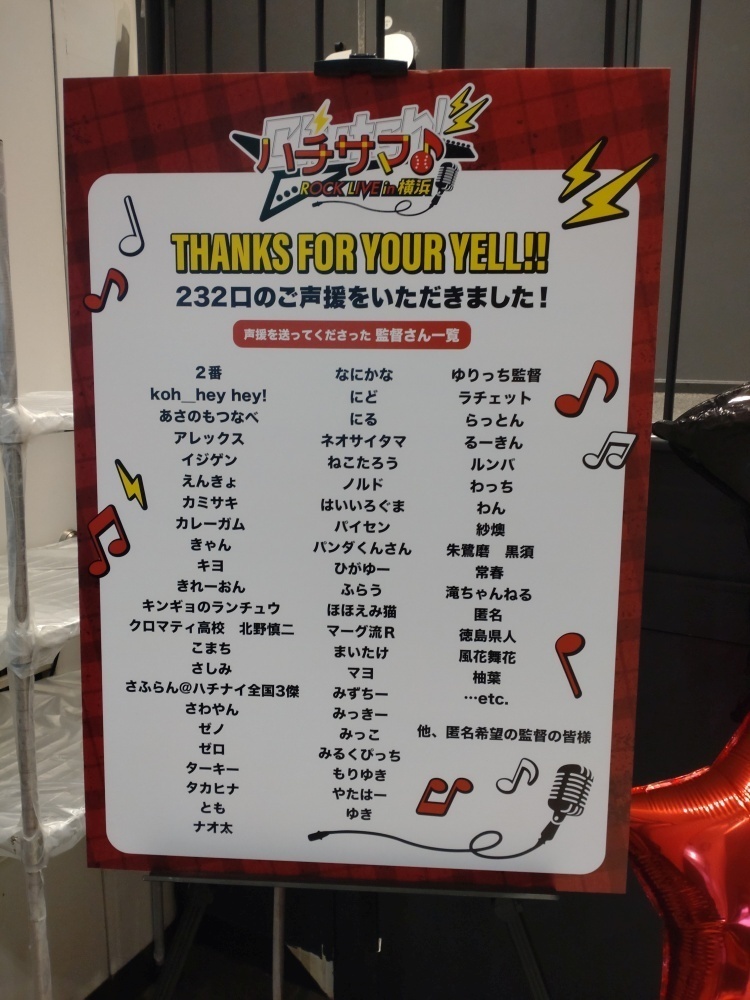 ハチサマ
ROCK LIVE in 横浜
THANKS FOR YOUR YELL!!
232口のご声援をいただきました!
声援を送ってくださった 監督さん一覧
2番
koh__hey hey!
あさのもつなべ
アレックス
イジゲン
えんきょ
カミサキ
カレーガム
きゃん
キヨ
きれーおん
キンギョのランチュウ
クロマティ高校 北野慎二
こまち
さしみ
さふらん@ハチナイ全国3傑
さわやん
ゼノ
ゼロ
ターキー
タカヒナ
とも
ナオ太
なにかな
にど
にる
ネオサイタマ
ねこたろう
ノルド
はいいろぐま
パイセン
パンダくんさん
ひがゆー
ふらう
ほほえみ猫
マーグ流R
まいたけ
マヨ
みずちー
みっきー
みっこ
みるくぴっち
もりゆき
やたはー
ゆき
ゆりっち監督
ラチェット
らっとん
るーきん
ルンバ
わっち
わん
紗燠
朱鷺磨 黒須
常春
滝ちゃんねる
匿名
徳島県人
風花舞花
柚葉
…etc.
他、匿名希望の監督の皆様